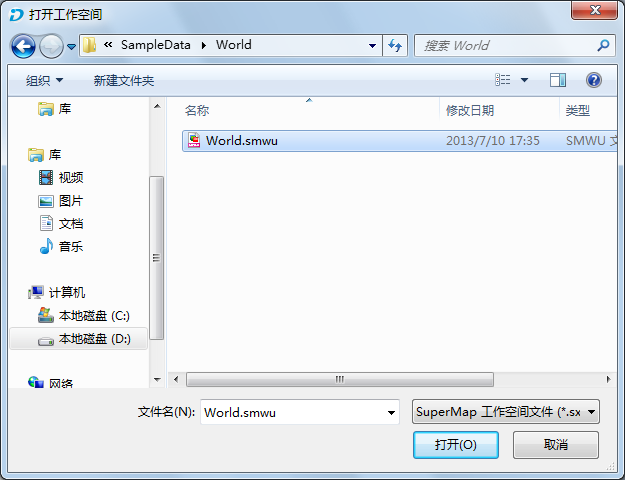 打开工作空间
« SampleData World
搜索 World
组织 新建文件夹
名称 修改日期 类型
World.smwu 2013/7/10 17:35 SMWU 文
库
库
视频
图片
文档
音乐
计算机
本地磁盘 (C:)
本地磁盘 (D:)
网络
文件名(N): World.smwu SuperMap 工作空间文件 (*.sx
打开(O) 取消